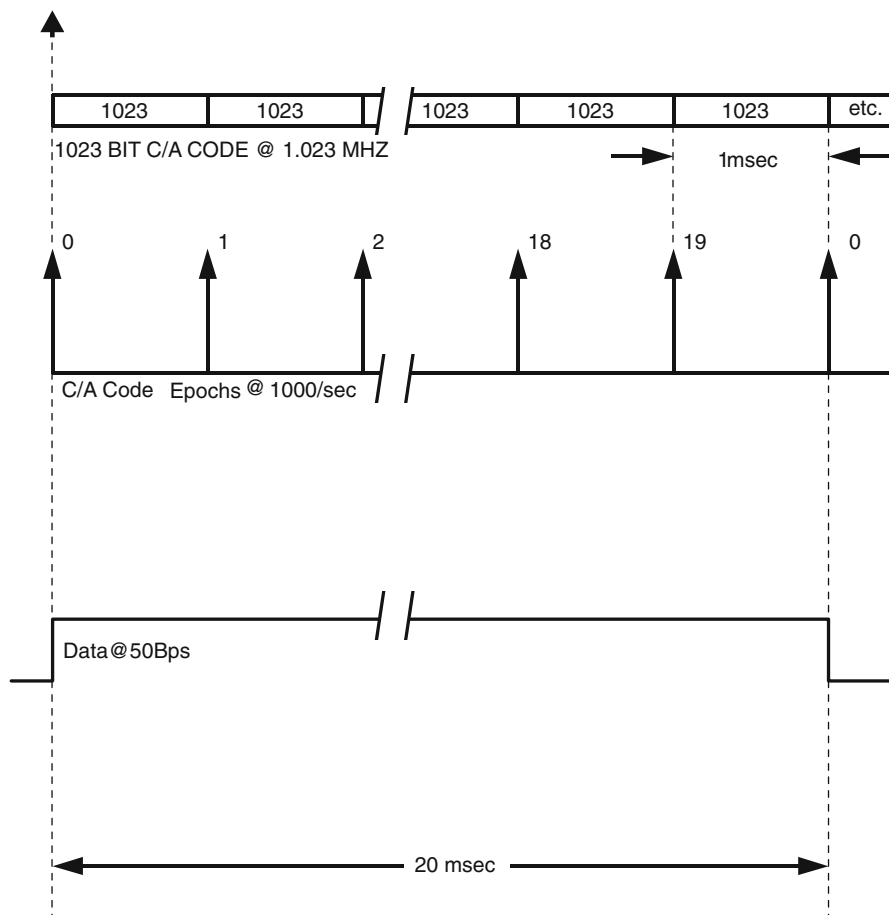 1023 1023 1023 1023 1023 etc.
1023 BIT C/A CODE @ 1.023 MHZ
1msec
0 1 2 18 19 0
C/A Code Epochs @ 1000/sec
Data@50Bps
20 msec